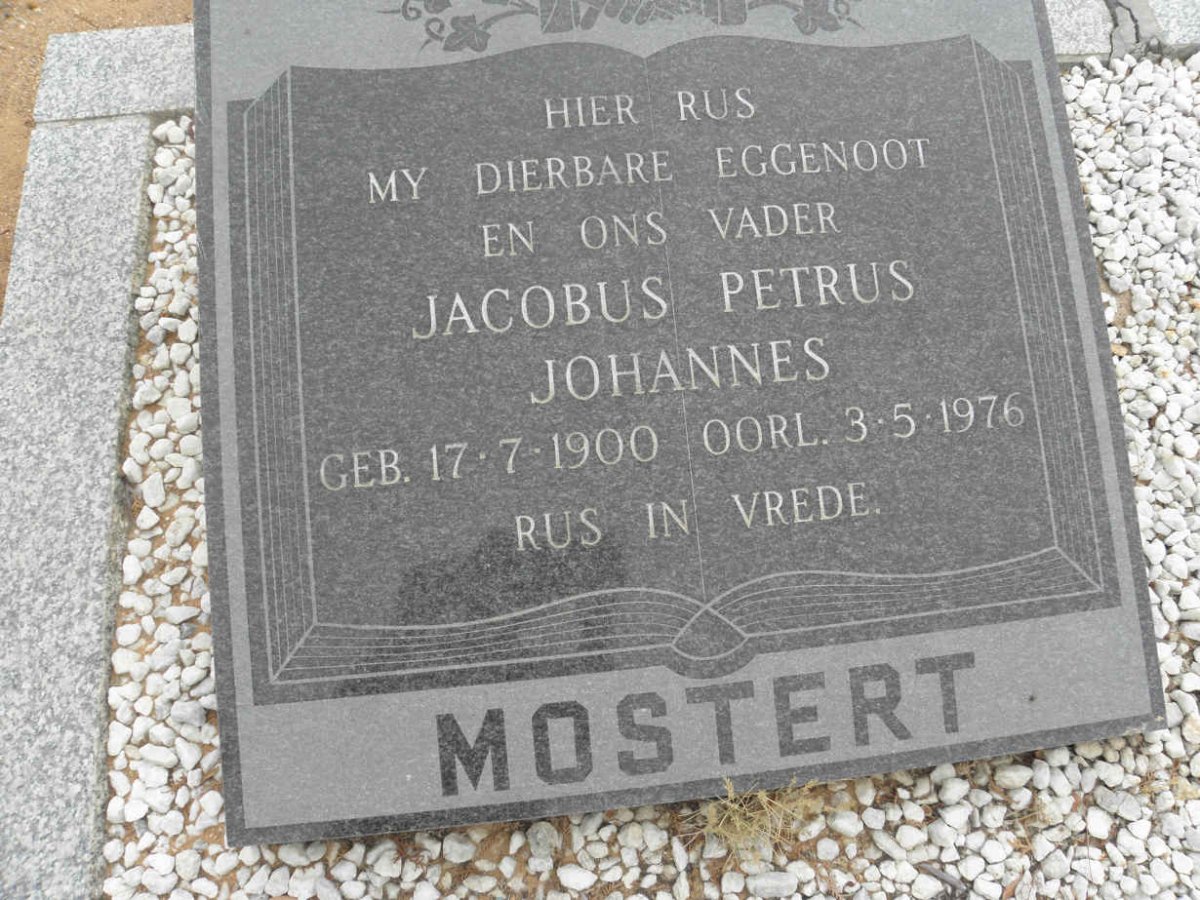 HIER RUS
MY DIERBARE EGGENOOT
EN ONS VADER
JACOBUS PETRUS
JOHANNES
GEB. 17·7·1900 OORL. 3·5·1976
RUS IN VREDE.
MOSTERT